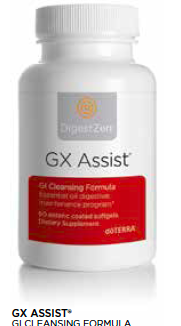 DigestZen
GX Assist®
GI Cleansing Formula
Essential oil digestive
maintenance program*
60 enteric coated softgels
Dietary Supplement
dōTERRA®
GX ASSIST®
GI CLEANSING FORMULA